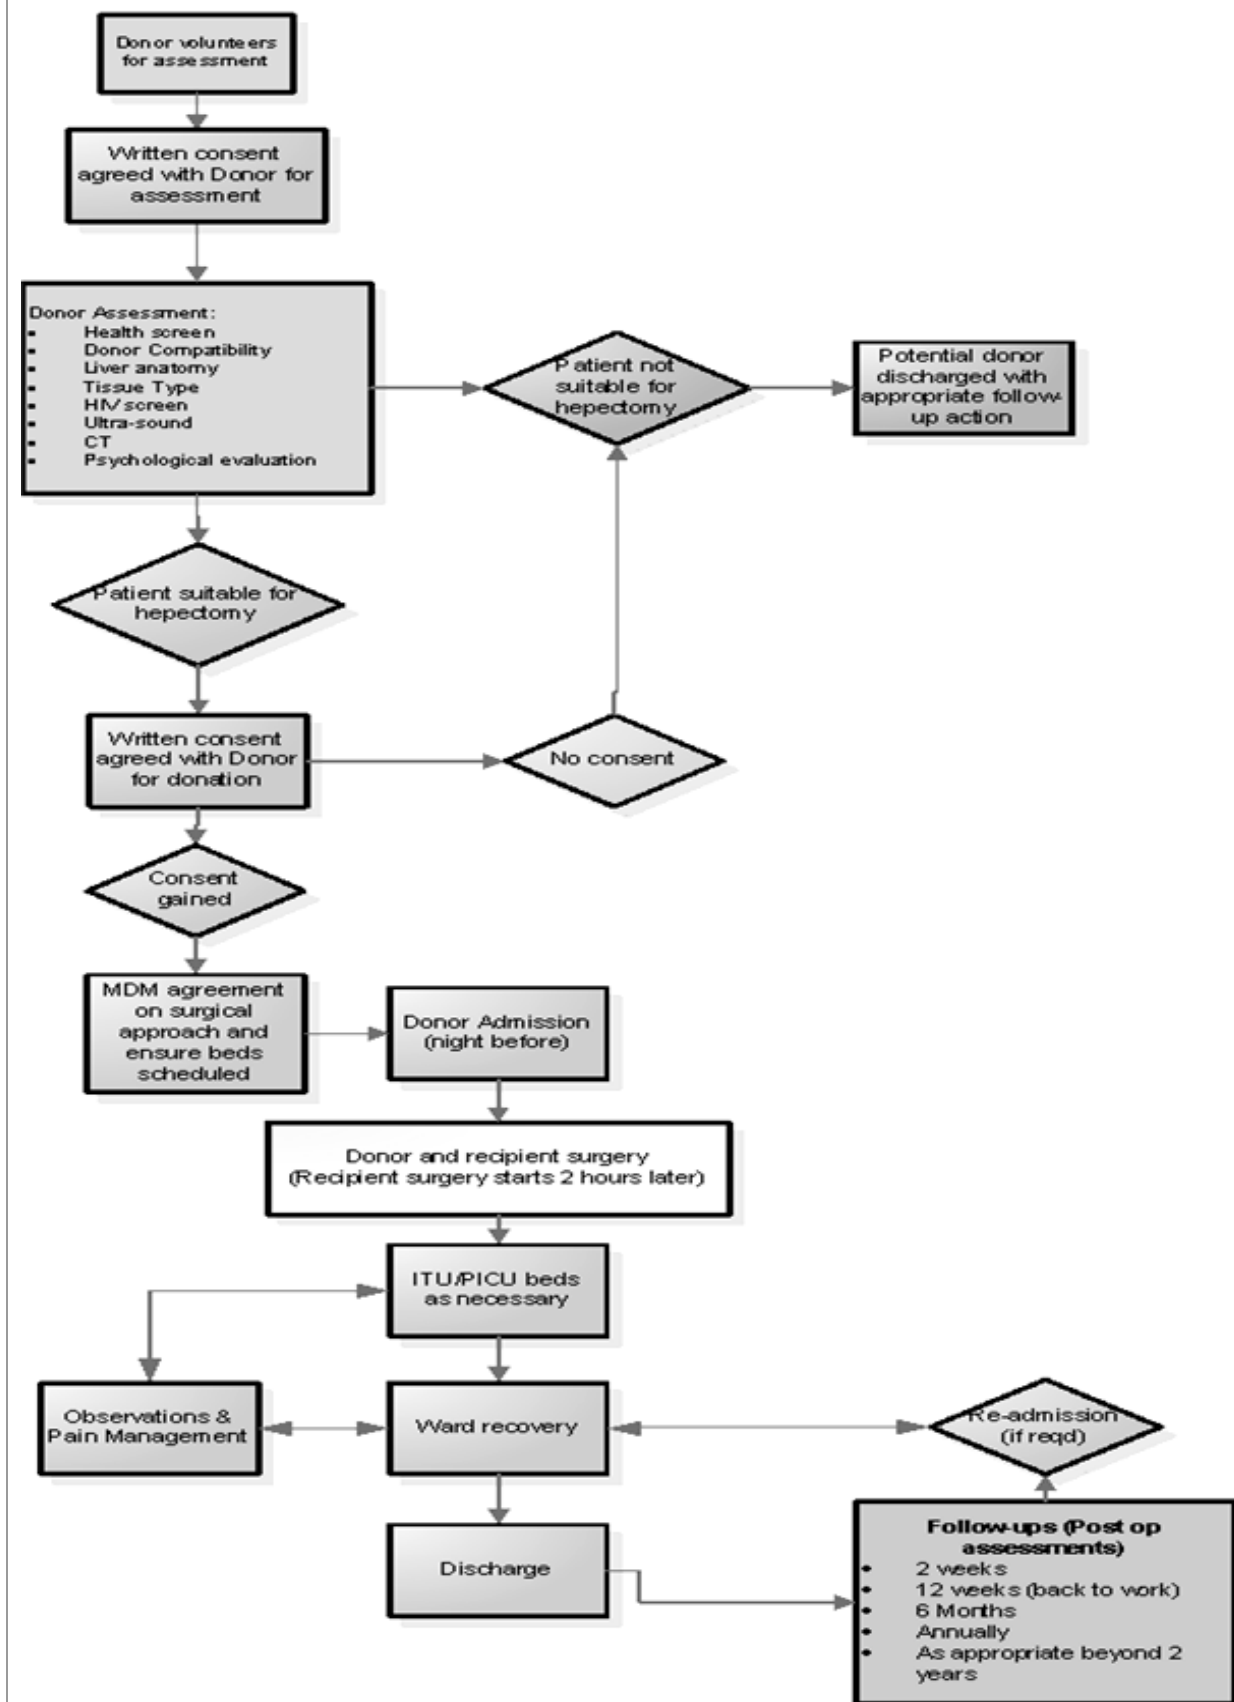 Donor volunteers
for assessment
Written consent
agreed with Donor for
assessment
Donor Assessment:
▪ Health screen
▪ Donor Compatibility
▪ Liver anatomy
▪ Tissue Type
▪ HIV screen
▪ Ultra-sound
▪ CT
▪ Psychological evaluation
Patient not
suitable for
hepectomy
Potential donor
discharged with
appropriate follow-
up action
Patient suitable for
hepectomy
Written consent
agreed with Donor
for donation
No consent
Consent
gained
MDM agreement
on surgical
approach and
ensure beds
scheduled
Donor Admission
(night before)
Donor and recipient surgery
(Recipient surgery starts 2 hours later)
ITU/PICU beds
as necessary
Observations &
Pain Management
Ward recovery
Re-admission
(if reqd)
Discharge
Follow-ups (Post op
assessments)
• 2 weeks
• 12 weeks (back to work)
• 6 Months
• Annually
• As appropriate beyond 2
years